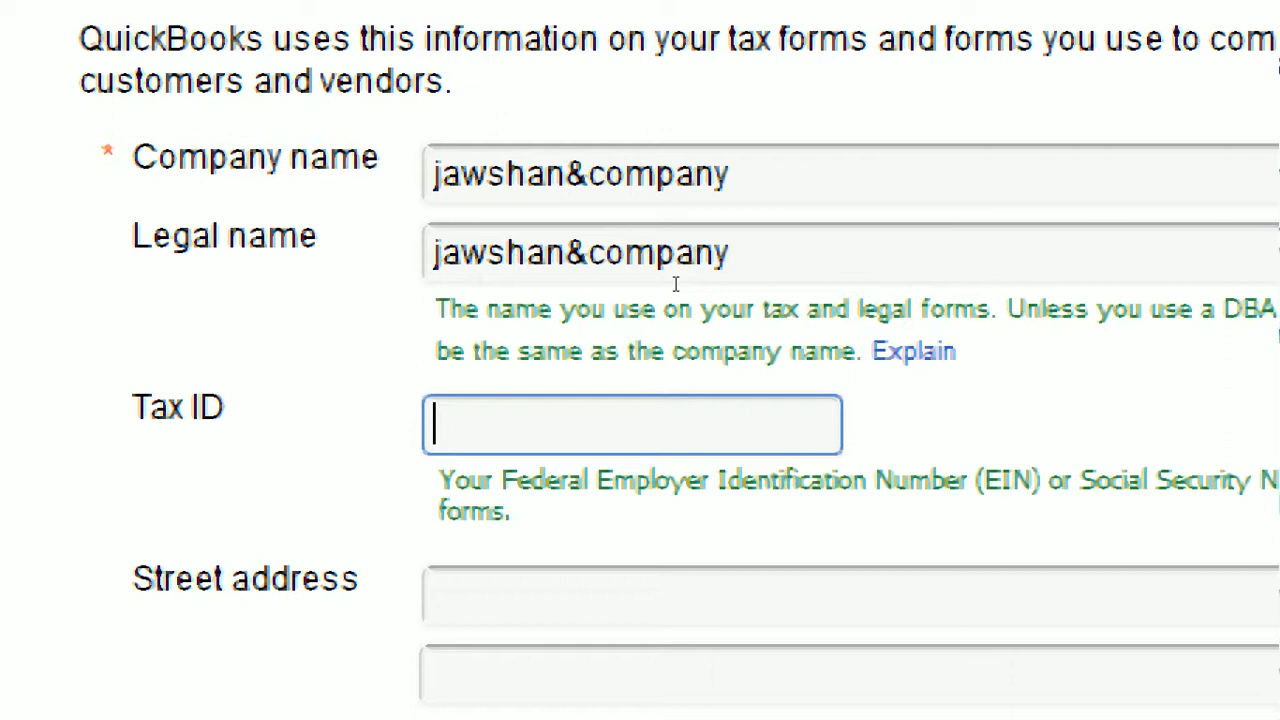 QuickBooks uses this information on your tax forms and forms you use to com
customers and vendors.
* Company name
jawshan&company
Legal name
jawshan&company
The name you use on your tax and legal forms. Unless you use a DBA
be the same as the company name. Explain
Tax ID
Your Federal Employer Identification Number (EIN) or Social Security N
forms.
Street address